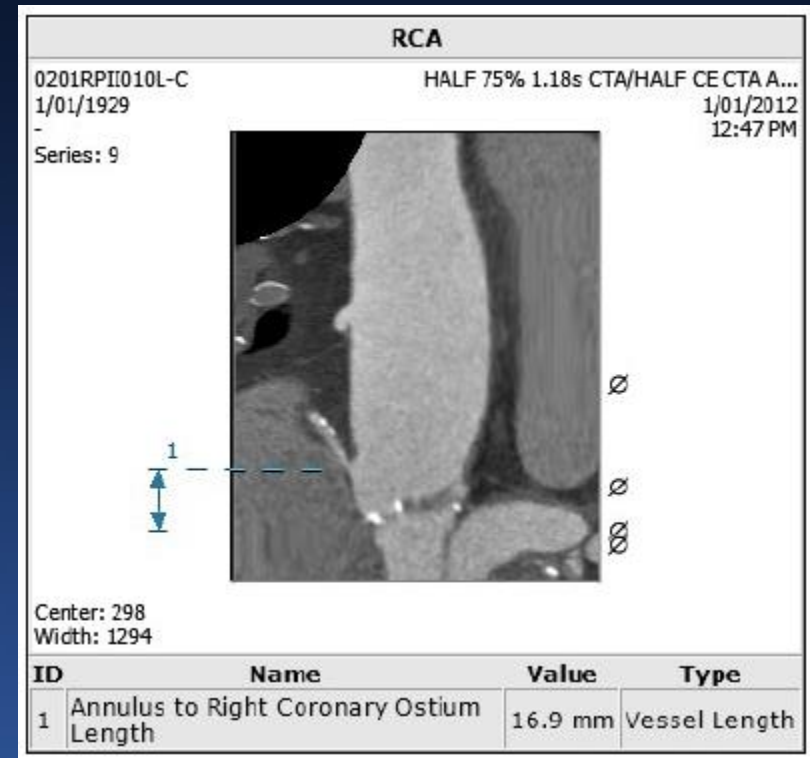 RCA
0201RPII010L-C HALF 75% 1.18s CTA/HALF CE CTA A...
1/01/1929 1/01/2012
- 12:47 PM
Series: 9
Ø
1
Ø
Ø
Ø
Center: 298
Width: 1294
ID Name Value Type
1 Annulus to Right Coronary Ostium Length 16.9 mm Vessel Length